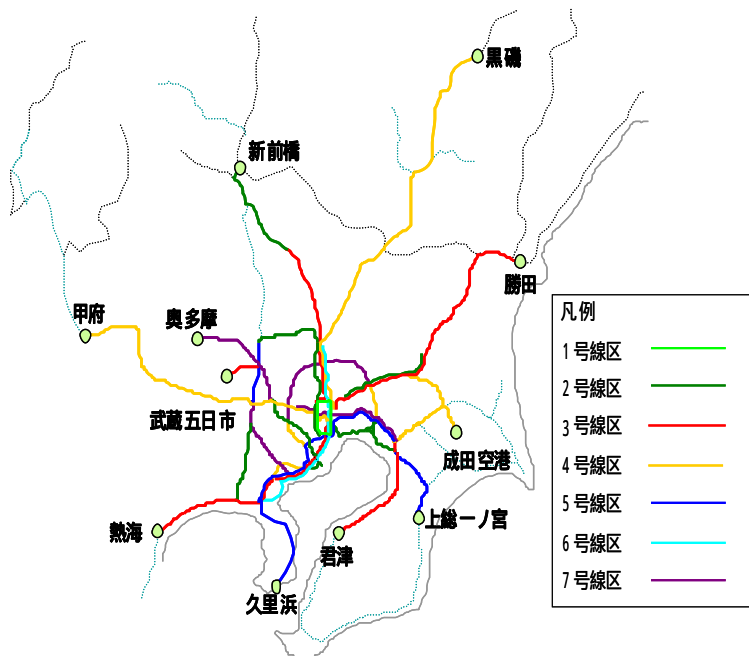 黒磯
新前橋
勝田
甲府
奥多摩
武蔵五日市
成田空港
熱海
上総一ノ宮
君津
久里浜
凡例
1号線区
2号線区
3号線区
4号線区
5号線区
6号線区
7号線区